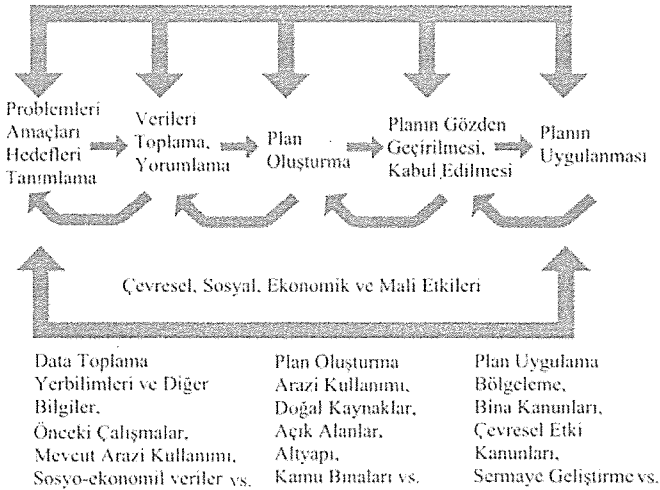 Problemleri
Amaçları
Hedefleri
Tanımlama
Verileri
Toplama,
Yorumlama
Plan
Oluşturma
Planın Gözden
Geçirilmesi,
Kabul Edilmesi
Planın
Uygulanması
Çevresel, Sosyal, Ekonomik ve Mali Etkileri
Data Toplama
Yerbilimleri ve Diğer
Bilgiler,
Önceki Çalışmalar,
Mevcut Arazi Kullanımı,
Sosyo-ekonomil veriler vs.
Plan Oluşturma
Arazi Kullanımı,
Doğal Kaynaklar,
Açık Alanlar,
Altyapı,
Kamu Binaları vs.
Plan Uygulama
Bölgeleme,
Bina Kanunları,
Çevresel Etki
Kanunları,
Sermaye Geliştirme vs.